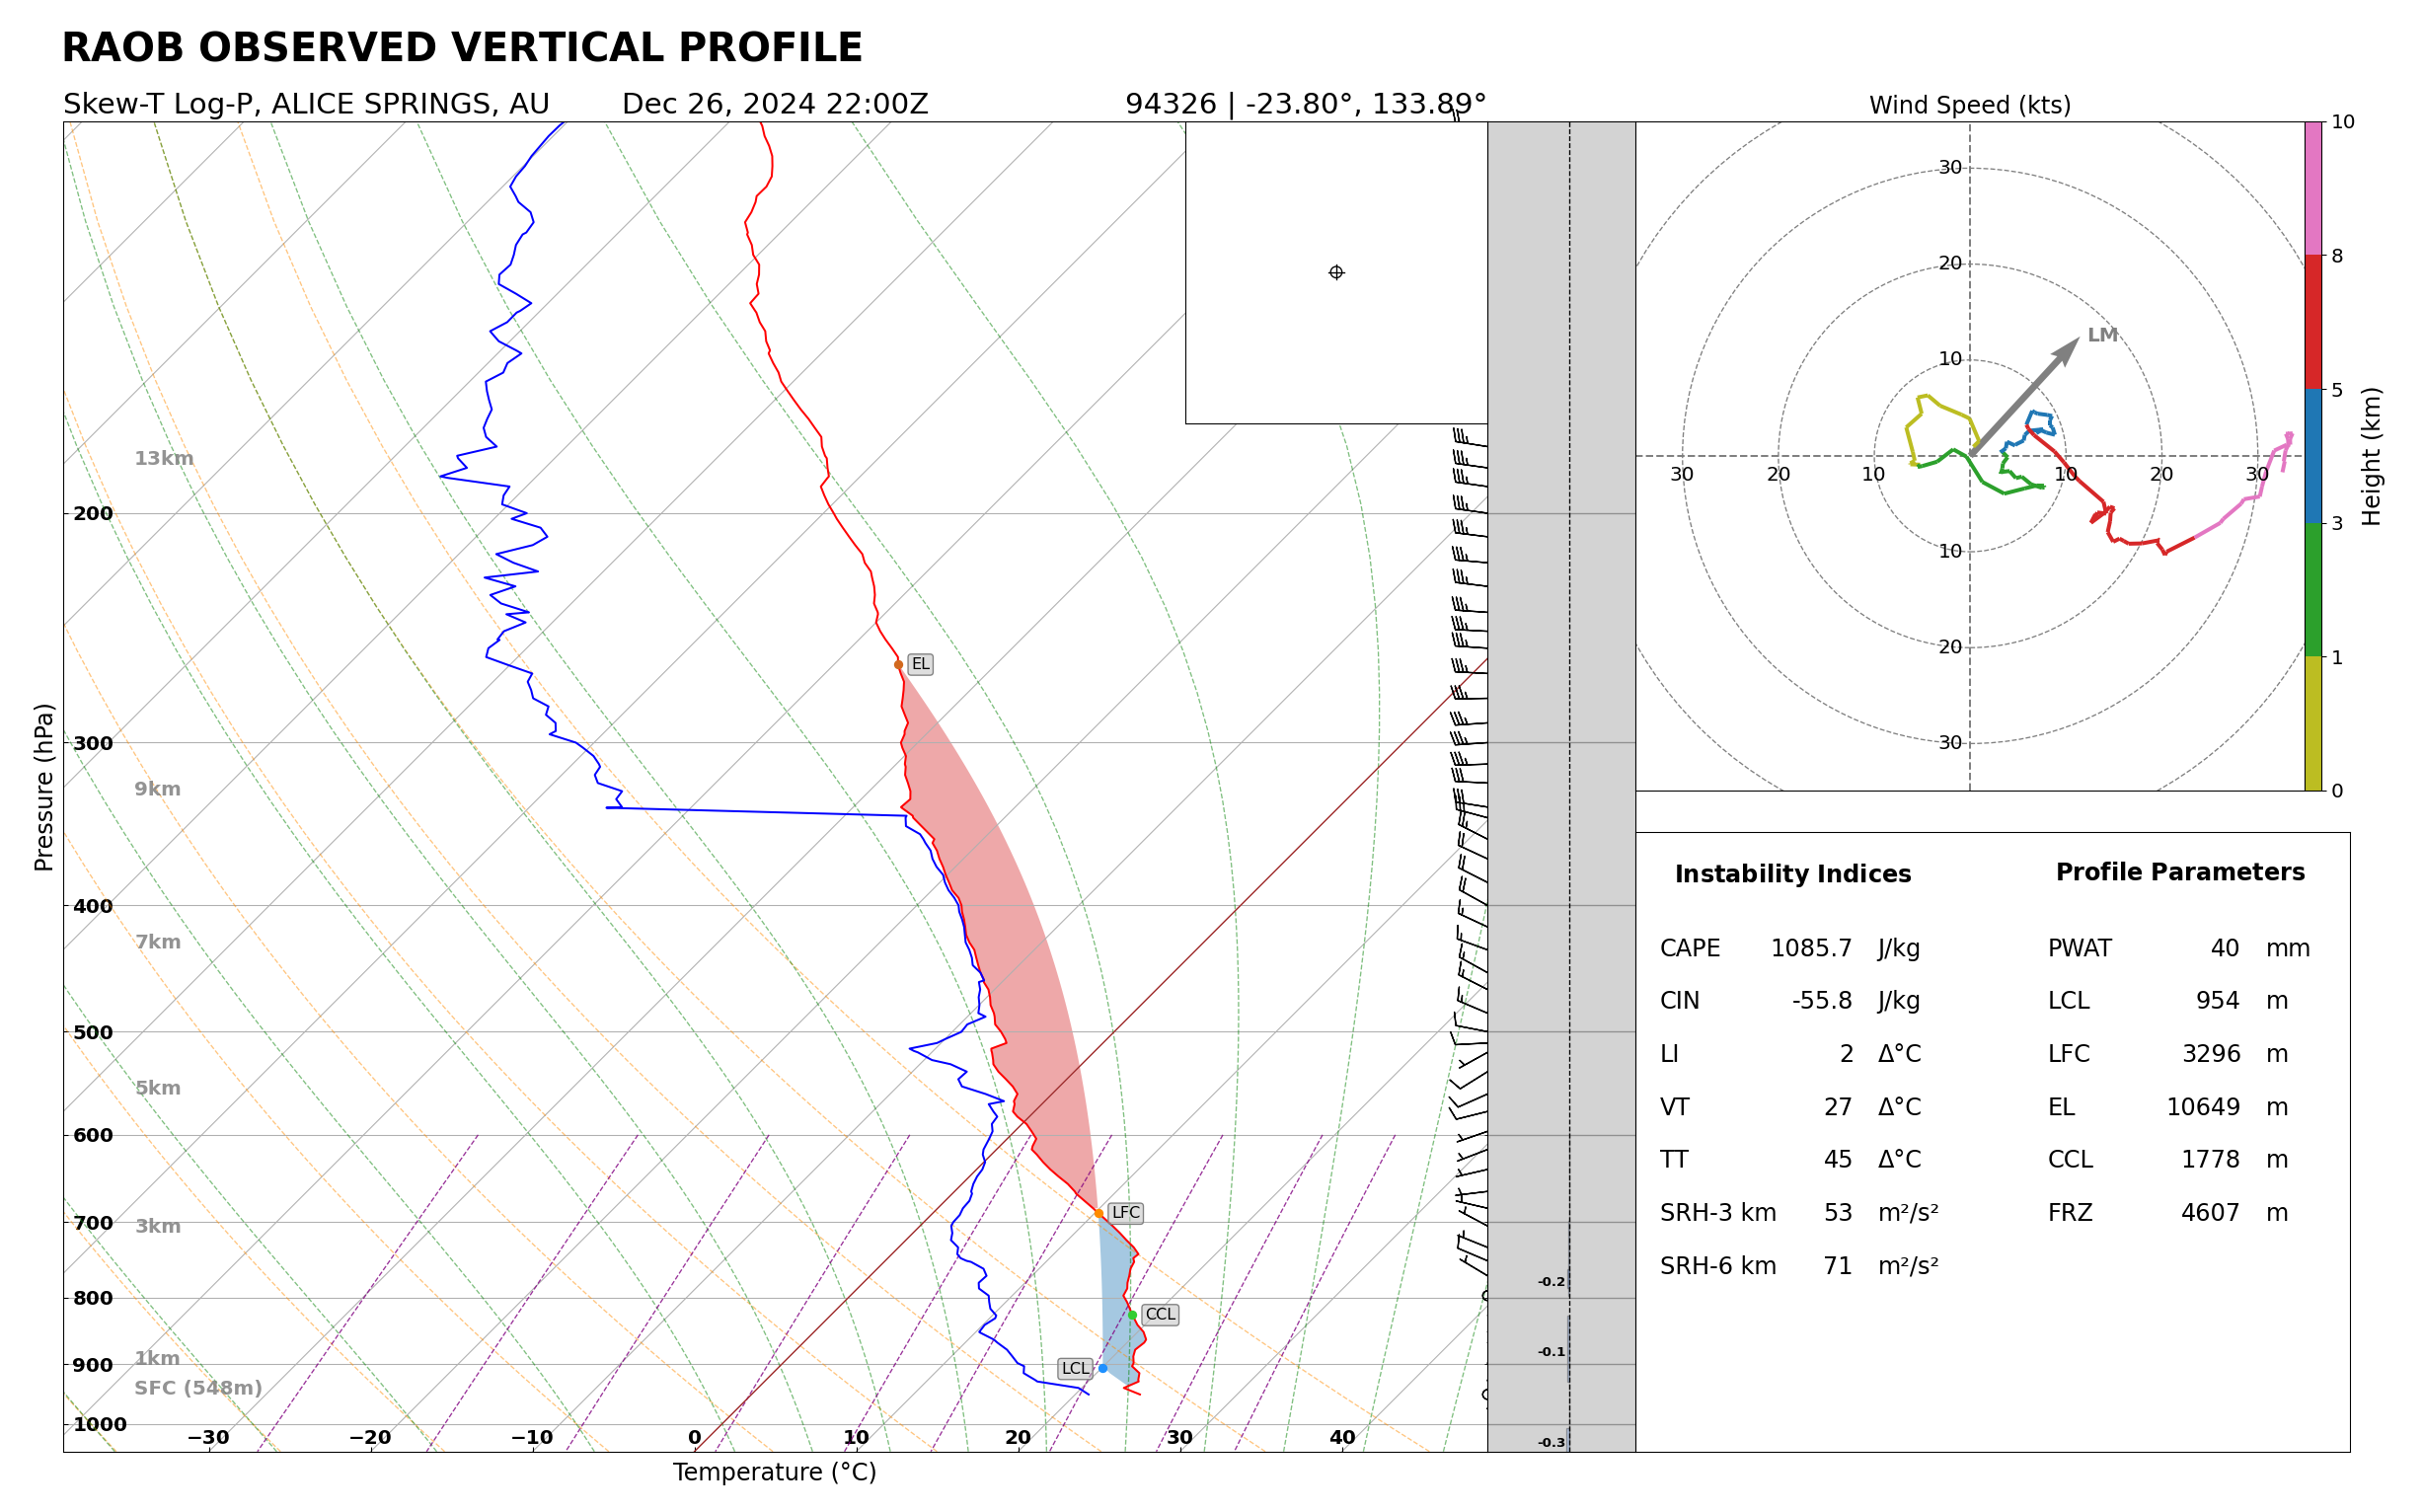 RAOB OBSERVED VERTICAL PROFILE
Skew-T Log-P, ALICE SPRINGS, AU Dec 26, 2024 22:00Z 94326 | -23.80°, 133.89°
Pressure (hPa)
200
300
400
500
600
700
800
900
1000
13km
9km
7km
5km
3km
1km
SFC (548m)
EL
LFC
CCL
LCL
−30 −20 −10 0 10 20 30 40
Temperature (°C)
-0.2
-0.1
-0.3
Wind Speed (kts)
30
20
10
LM
30 20 10 10 20 30
10
20
30
10
8
5
3
1
0
Height (km)
Instability Indices Profile Parameters
CAPE 1085.7 J/kg PWAT 40 mm
CIN -55.8 J/kg LCL 954 m
LI 2 Δ°C LFC 3296 m
VT 27 Δ°C EL 10649 m
TT 45 Δ°C CCL 1778 m
SRH-3 km 53 m²/s² FRZ 4607 m
SRH-6 km 71 m²/s²